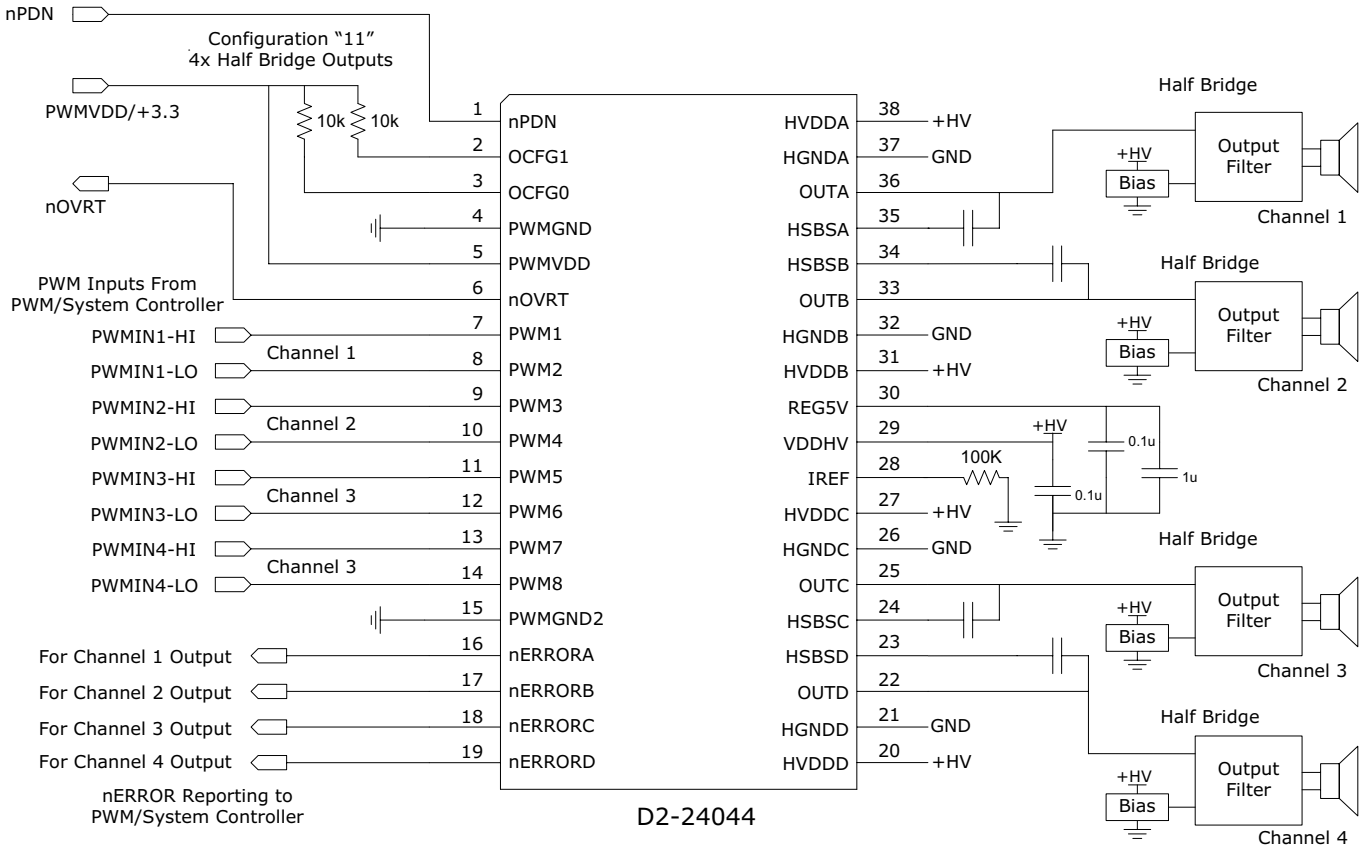 nPDN
Configuration “11”
4x Half Bridge Outputs
PWMVDD/+3.3
10k
10k
nOVRT
PWM Inputs From
PWM/System Controller
PWMIN1-HI
Channel 1
PWMIN1-LO
PWMIN2-HI
Channel 2
PWMIN2-LO
PWMIN3-HI
Channel 3
PWMIN3-LO
PWMIN4-HI
Channel 3
PWMIN4-LO
For Channel 1 Output
For Channel 2 Output
For Channel 3 Output
For Channel 4 Output
nERROR Reporting to
PWM/System Controller
1 nPDN
2 OCFG1
3 OCFG0
4 PWMGND
5 PWMVDD
6 nOVRT
7 PWM1
8 PWM2
9 PWM3
10 PWM4
11 PWM5
12 PWM6
13 PWM7
14 PWM8
15 PWMGND2
16 nERRORA
17 nERRORB
18 nERRORC
19 nERRORD
HVDDA 38 +HV
HGNDA 37 GND
OUTA 36
HSBSA 35
HSBSB 34
OUTB 33
HGNDB 32 GND
HVDDB 31 +HV
REG5V 30
VDDHV 29
IREF 28
HVDDC 27 +HV
HGNDC 26 GND
OUTC 25
HSBSC 24
HSBSD 23
OUTD 22
HGNDD 21 GND
HVDDD 20 +HV
D2-24044
Half Bridge
+HV
Bias
Output
Filter
Channel 1
Half Bridge
+HV
Bias
Output
Filter
Channel 2
+HV
0.1u
100K
0.1u
1u
Half Bridge
+HV
Bias
Output
Filter
Channel 3
Half Bridge
+HV
Bias
Output
Filter
Channel 4